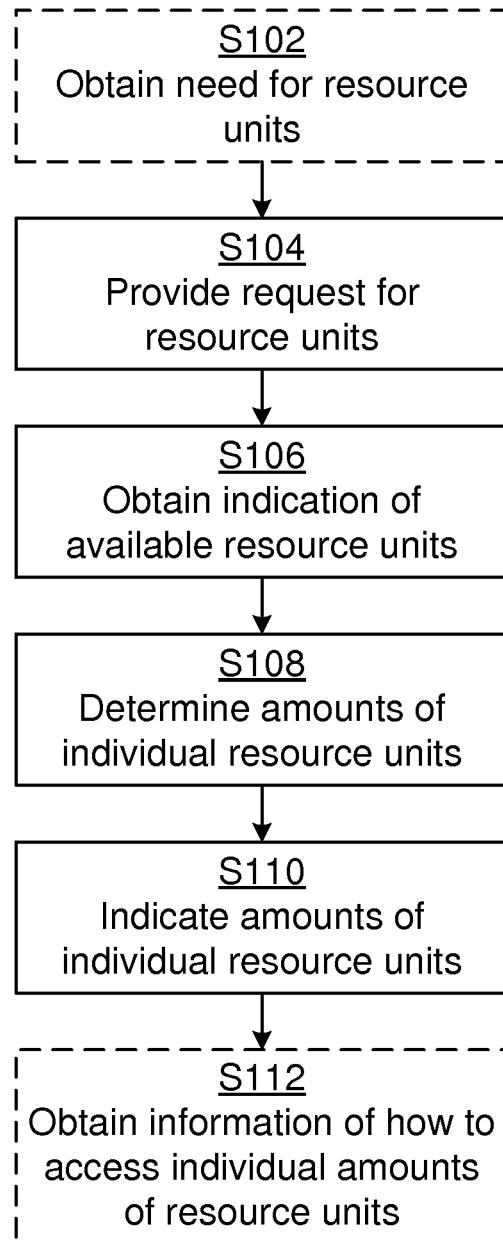 S102
Obtain need for resource
units
S104
Provide request for
resource units
S106
Obtain indication of
available resource units
S108
Determine amounts of
individual resource units
S110
Indicate amounts of
individual resource units
S112
Obtain information of how to
access individual amounts
of resource units